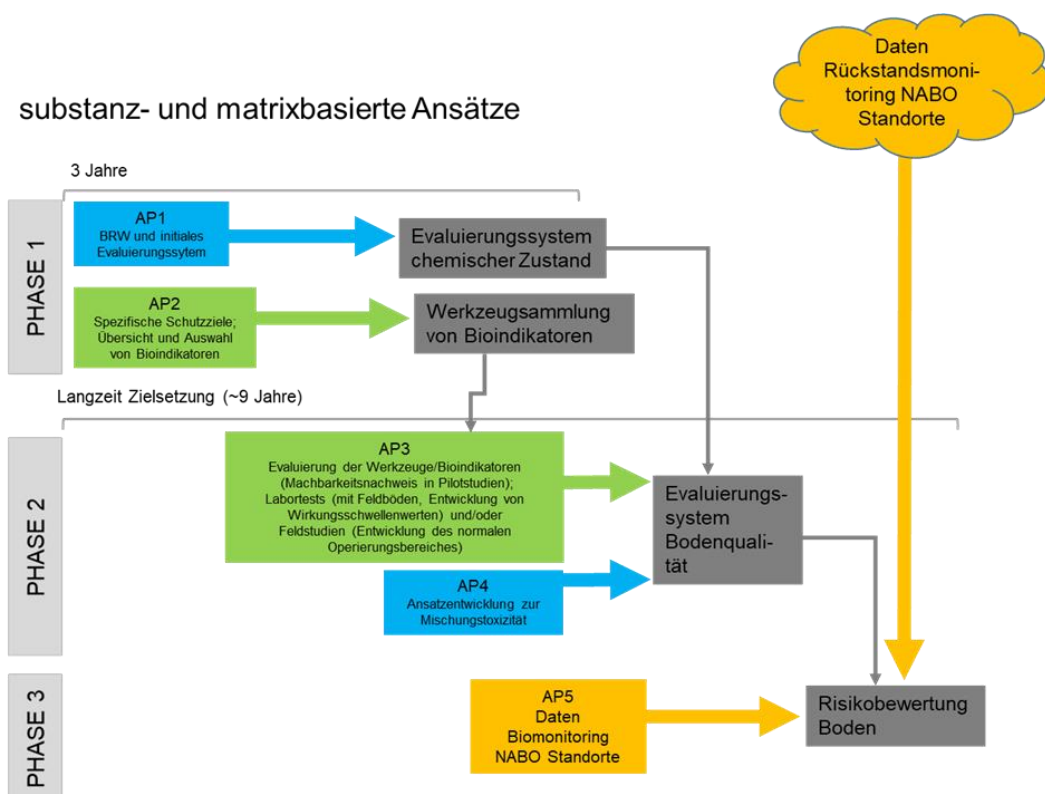 Daten
Rückstandsmoni-
toring NABO
Standorte
substanz- und matrixbasierte Ansätze
3 Jahre
PHASE 1
AP1
BRW und initiales
Evaluierungssytem
Evaluierungssystem
chemischer Zustand
AP2
Spezifische Schutzziele;
Übersicht und Auswahl
von Bioindikatoren
Werkzeugsammlung
von Bioindikatoren
Langzeit Zielsetzung (~9 Jahre)
PHASE 2
AP3
Evaluierung der Werkzeuge/Bioindikatoren
(Machbarkeitsnachweis in Pilotstudien);
Labortests (mit Feldböden, Entwicklung von
Wirkungsschwellenwerten) und/oder
Feldstudien (Entwicklung des normalen
Operierungsbereiches)
Evaluierungs-
system
Bodenquali-
tät
AP4
Ansatzentwicklung zur
Mischungstoxizität
PHASE 3
AP5
Daten
Biomonitoring
NABO Standorte
Risikobewertung
Boden